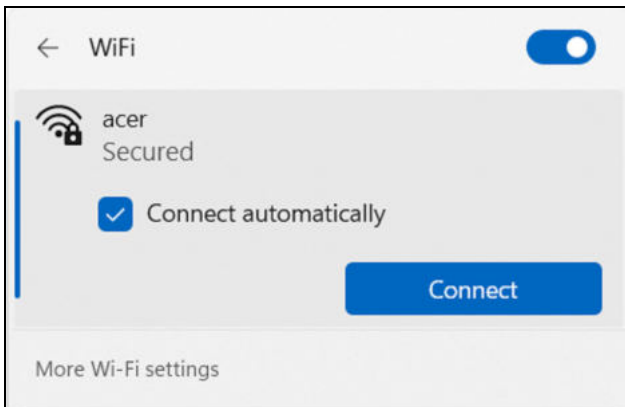 WiFi
acer
Secured
Connect automatically
Connect
More Wi-Fi settings